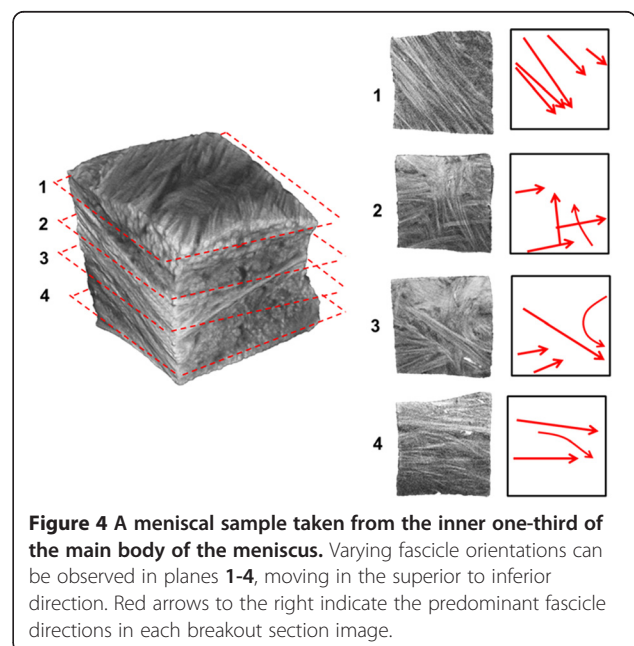 1
2
3
4
1
2
3
4
Figure 4 A meniscal sample taken from the inner one-third of
the main body of the meniscus. Varying fascicle orientations can
be observed in planes 1-4, moving in the superior to inferior
direction. Red arrows to the right indicate the predominant fascicle
directions in each breakout section image.